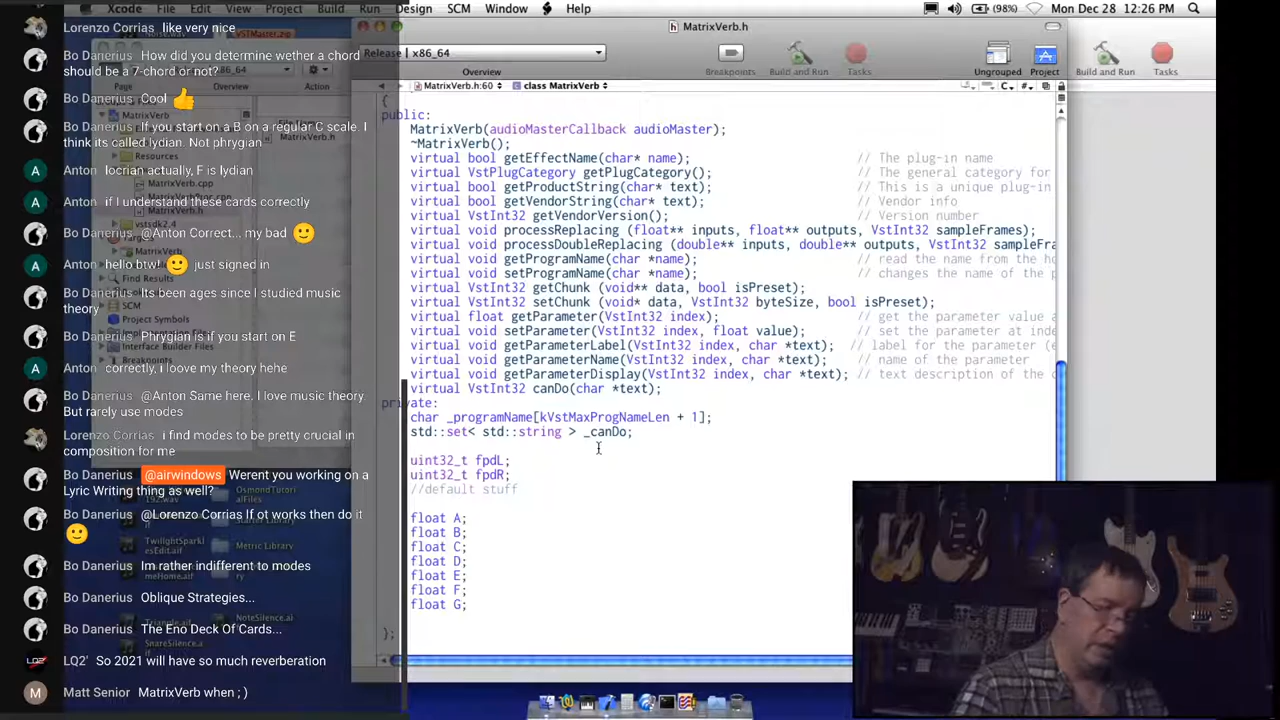 Xcode File Edit View Project Build Run Design SCM Window Help
(98%) Mon Dec 28 12:26 PM
MatrixVerb.h
Release | x86_64
Overview
Breakpoints
Build and Run
Tasks
Ungrouped
Project
Build and Run
Tasks
Page
Overview
Action
MatrixVerb.h:60
class MatrixVerb
{
public:
MatrixVerb(audioMasterCallback audioMaster);
~MatrixVerb();
virtual bool getEffectName(char* name); // The plug-in name
virtual VstPlugCategory getPlugCategory(); // The general category for
virtual bool getProductString(char* text); // This is a unique plug-in
virtual bool getVendorString(char* text); // Vendor info
virtual VstInt32 getVendorVersion(); // Version number
virtual void processReplacing (float** inputs, float** outputs, VstInt32 sampleFrames);
virtual void processDoubleReplacing (double** inputs, double** outputs, VstInt32 sampleFra
virtual void getProgramName(char *name); // read the name from the ho
virtual void setProgramName(char *name); // changes the name of the p
virtual VstInt32 getChunk (void** data, bool isPreset);
virtual VstInt32 setChunk (void* data, VstInt32 byteSize, bool isPreset);
virtual float getParameter(VstInt32 index); // get the parameter value a
virtual void setParameter(VstInt32 index, float value); // set the parameter at inde
virtual void getParameterLabel(VstInt32 index, char *text); // label for the parameter (e
virtual void getParameterName(VstInt32 index, char *text); // name of the parameter
virtual void getParameterDisplay(VstInt32 index, char *text); // text description of the c
virtual VstInt32 canDo(char *text);
private:
char _programName[kVstMaxProgNameLen + 1];
std::set< std::string > _canDo;
uint32_t fpdL;
uint32_t fpdR;
//default stuff
float A;
float B;
float C;
float D;
float E;
float F;
float G;
};
Lorenzo Corrias like very nice
Bo Danerius How did you determine wether a chord
should be a 7-chord or not?
Bo Danerius Cool 👍
Bo Danerius If you start on a B on a regular C scale. I
think its called lydian. Not phrygian
Anton locrian actually, F is lydian
Anton if I understand these cards correctly
Bo Danerius @Anton Correct... my bad 🙂
Anton hello btw! 🙂 just signed in
Bo Danerius Its been ages since I studied music
theory
Bo Danerius Phrygian is if you start on E
Anton correctly, i loove my theory hehe
Bo Danerius @Anton Same here. I love music theory.
But rarely use modes
Lorenzo Corrias i find modes to be pretty crucial in
composition for me
Bo Danerius @airwindows Werent you working on a
Lyric Writing thing as well?
Bo Danerius @Lorenzo Corrias If ot works then do it
🙂
Bo Danerius Im rather indifferent to modes
Bo Danerius Oblique Strategies...
Bo Danerius The Eno Deck Of Cards...
LQ2' So 2021 will have so much reverberation
Matt Senior MatrixVerb when ; )